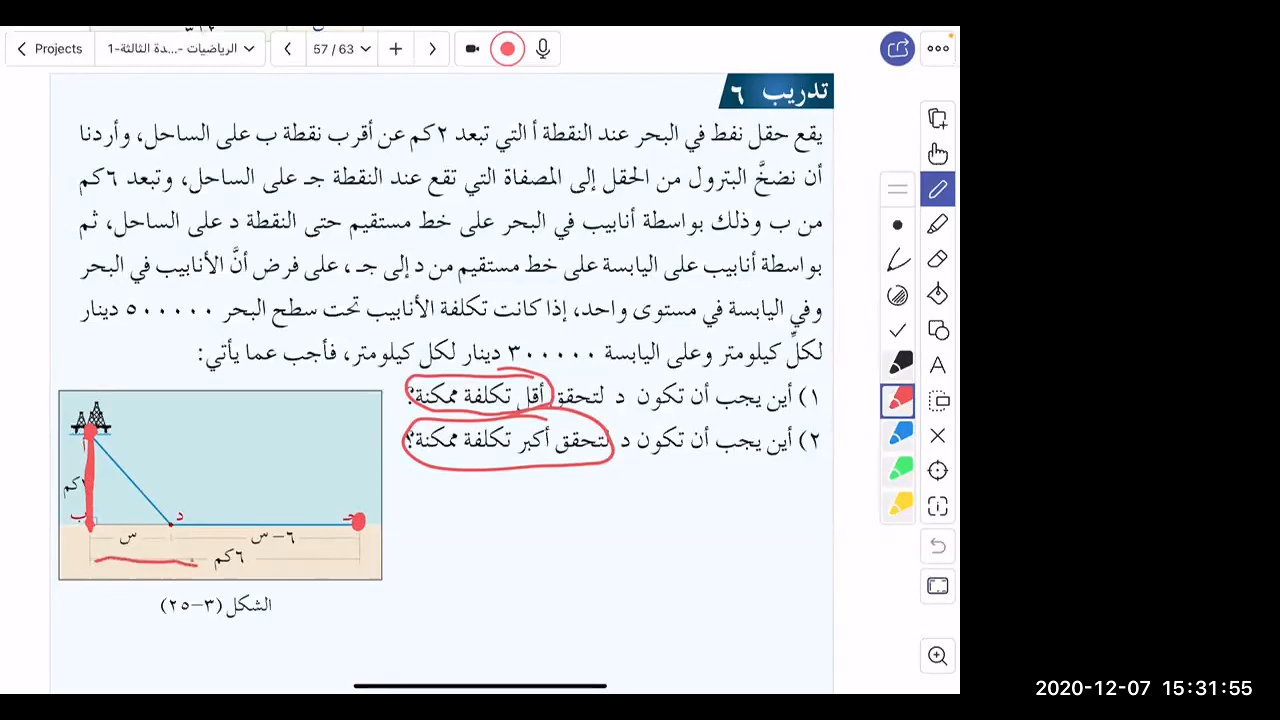 Projects
الرياضيات -...دة الثالثة-1
57 / 63
تدريب ٦
يقع حقل نفط في البحر عند النقطة أ التي تبعد ٢كم عن أقرب نقطة ب على الساحل، وأردنا
أن نضخَّ البترول من الحقل إلى المصفاة التي تقع عند النقطة جـ على الساحل، وتبعد ٦كم
من ب وذلك بواسطة أنابيب في البحر على خط مستقيم حتى النقطة د على الساحل، ثم
بواسطة أنابيب على اليابسة على خط مستقيم من د إلى جـ، على فرض أنَّ الأنابيب في البحر
وفي اليابسة في مستوى واحد، إذا كانت تكلفة الأنابيب تحت سطح البحر ٥٠٠٠٠٠ دينار
لكلِّ كيلومتر وعلى اليابسة ٣٠٠٠٠٠ دينار لكل كيلومتر، فأجب عما يأتي:
١) أين يجب أن تكون د لتحقق أقل تكلفة ممكنة؟
٢) أين يجب أن تكون د لتحقق أكبر تكلفة ممكنة؟
أ
كم
ب
د
جـ
س
٦-س
٦كم
الشكل (٣-٢٥)
A
2020-12-07 15:31:55